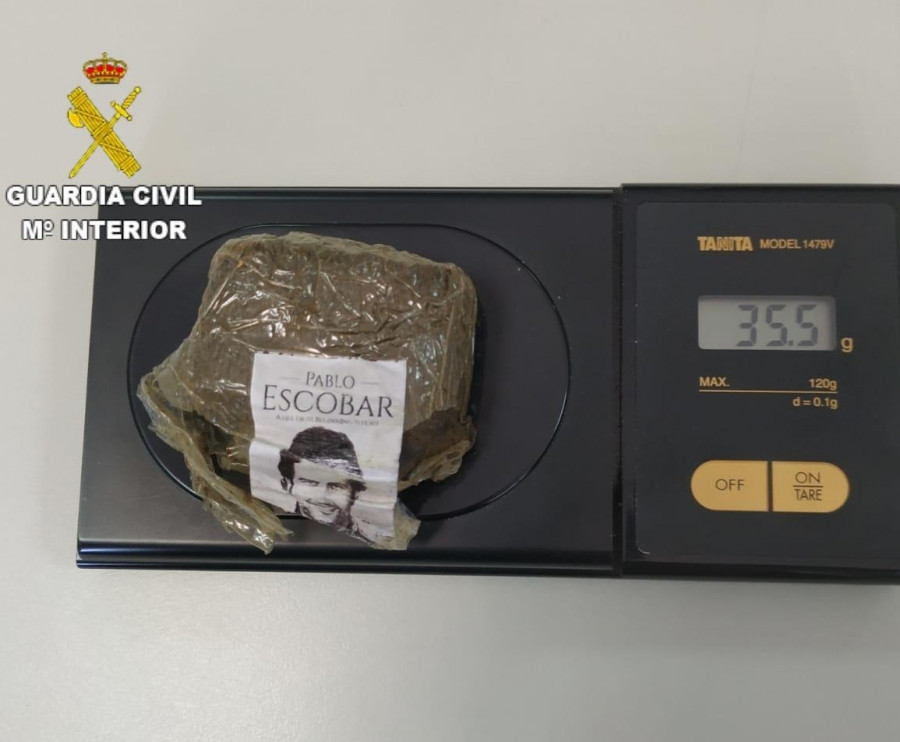 GUARDIA CIVIL
Mº INTERIOR
PABLO
ESCOBAR
TANITA MODEL 1479V
35.5 g
MAX. 120g
d = 0.1g
OFF
ON
TARE